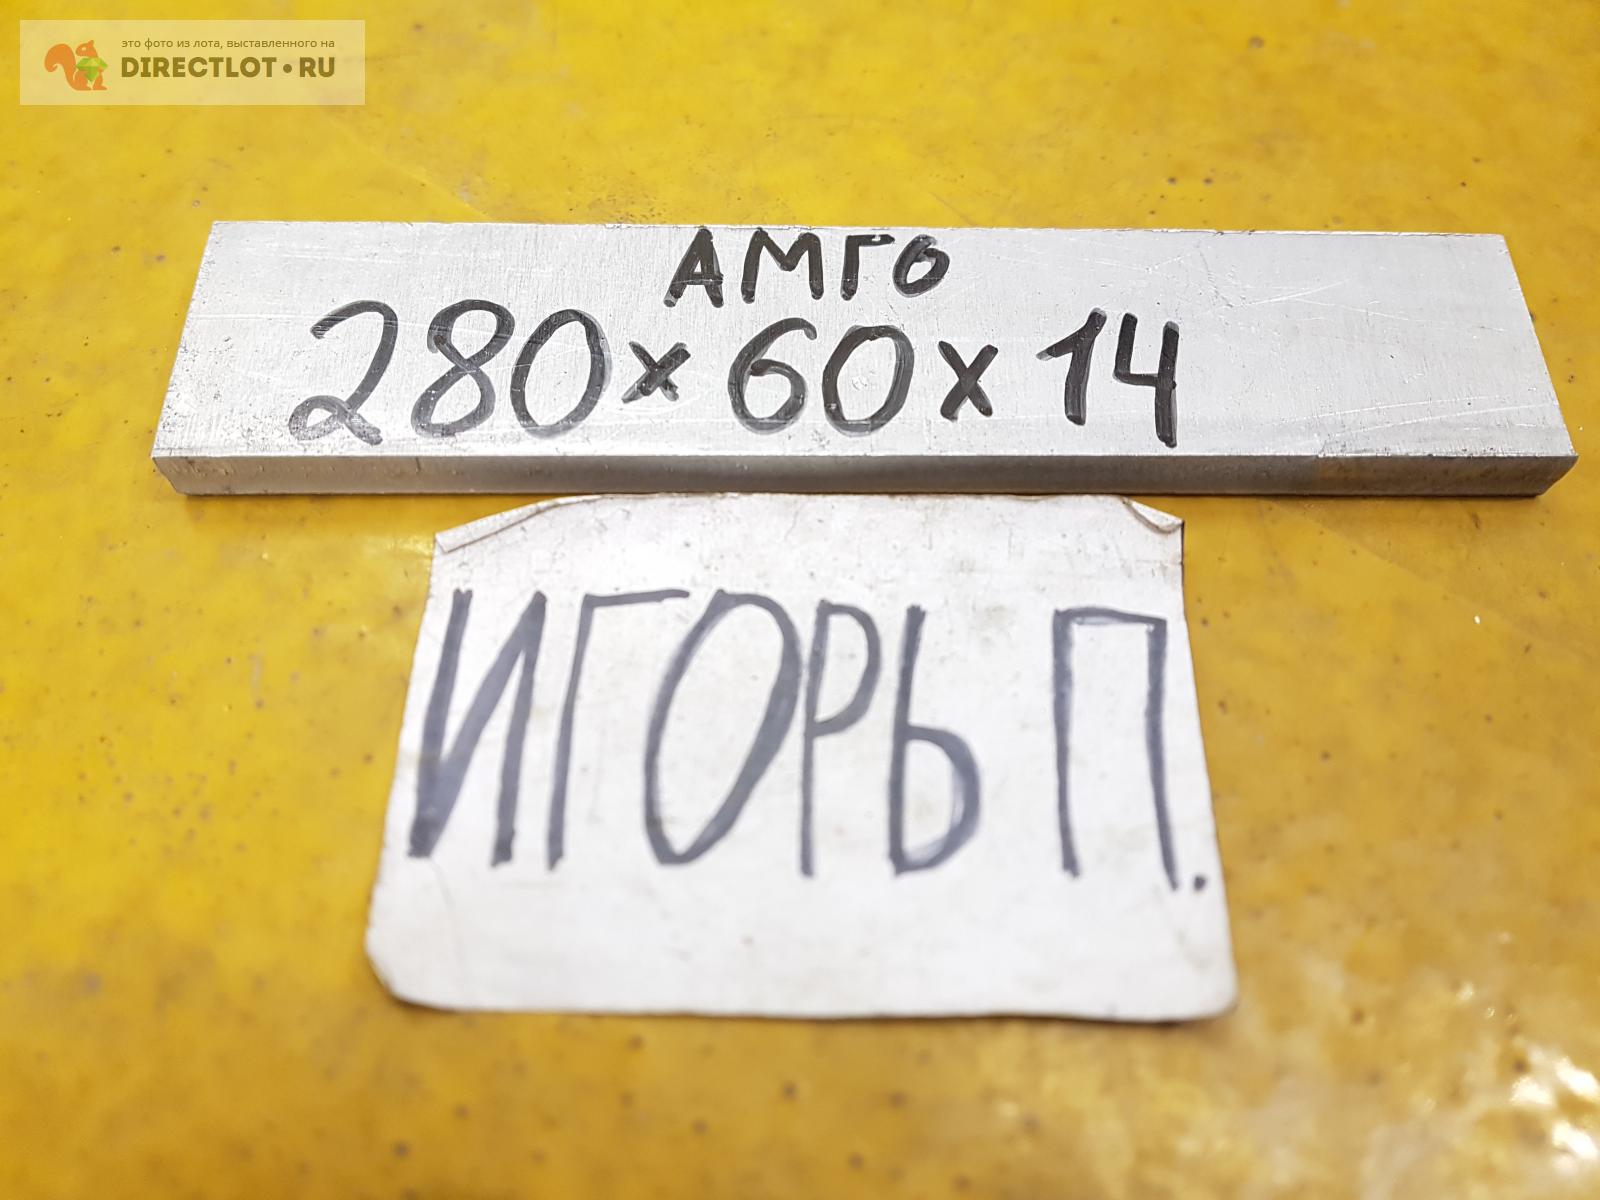 это фото из лота, выставленного на
DIRECTLOT•RU
АМГ6
280×60×14
ИГОРЬ П.